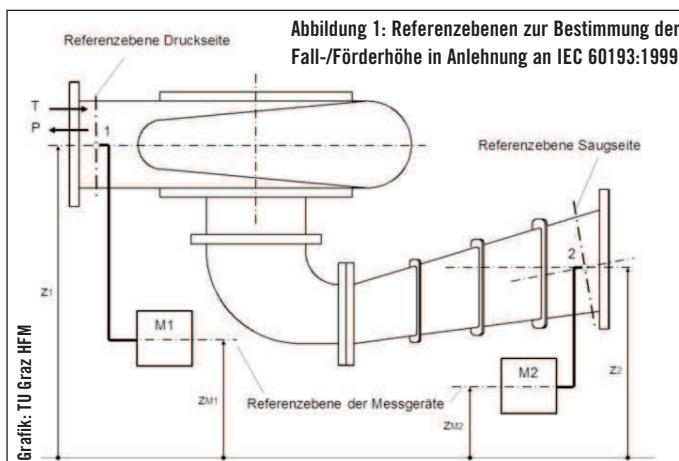 Abbildung 1: Referenzebenen zur Bestimmung der
Fall-/Förderhöhe in Anlehnung an IEC 60193:1999
Referenzebene Druckseite
T
P
1
Referenzebene Saugseite
2
z1
M1
M2
z2
Referenzebene der Messgeräte
zM1
zM2
Grafik: TU Graz HFM